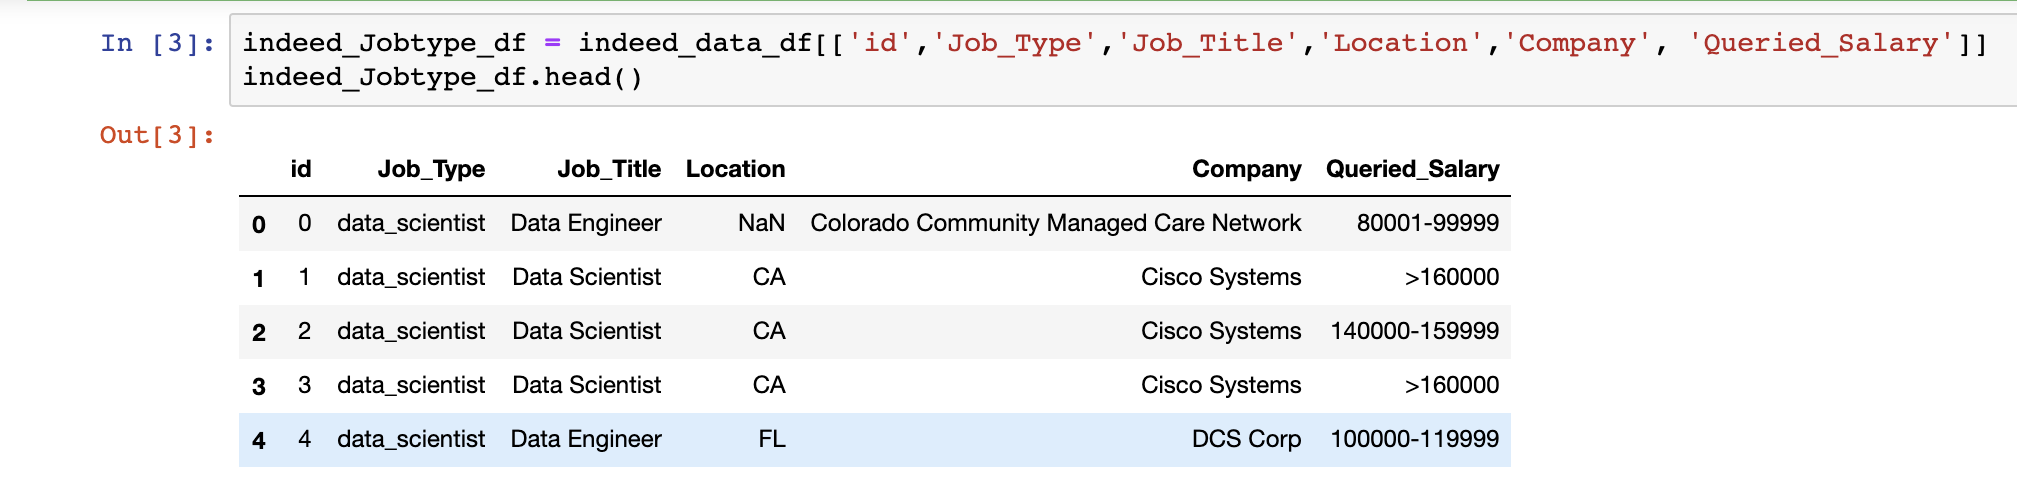 In [3]: indeed_Jobtype_df = indeed_data_df[['id','Job_Type','Job_Title','Location','Company', 'Queried_Salary']]
indeed_Jobtype_df.head()
Out[3]:
id Job_Type Job_Title Location Company Queried_Salary
0 0 data_scientist Data Engineer NaN Colorado Community Managed Care Network 80001-99999
1 1 data_scientist Data Scientist CA Cisco Systems >160000
2 2 data_scientist Data Scientist CA Cisco Systems 140000-159999
3 3 data_scientist Data Scientist CA Cisco Systems >160000
4 4 data_scientist Data Engineer FL DCS Corp 100000-119999